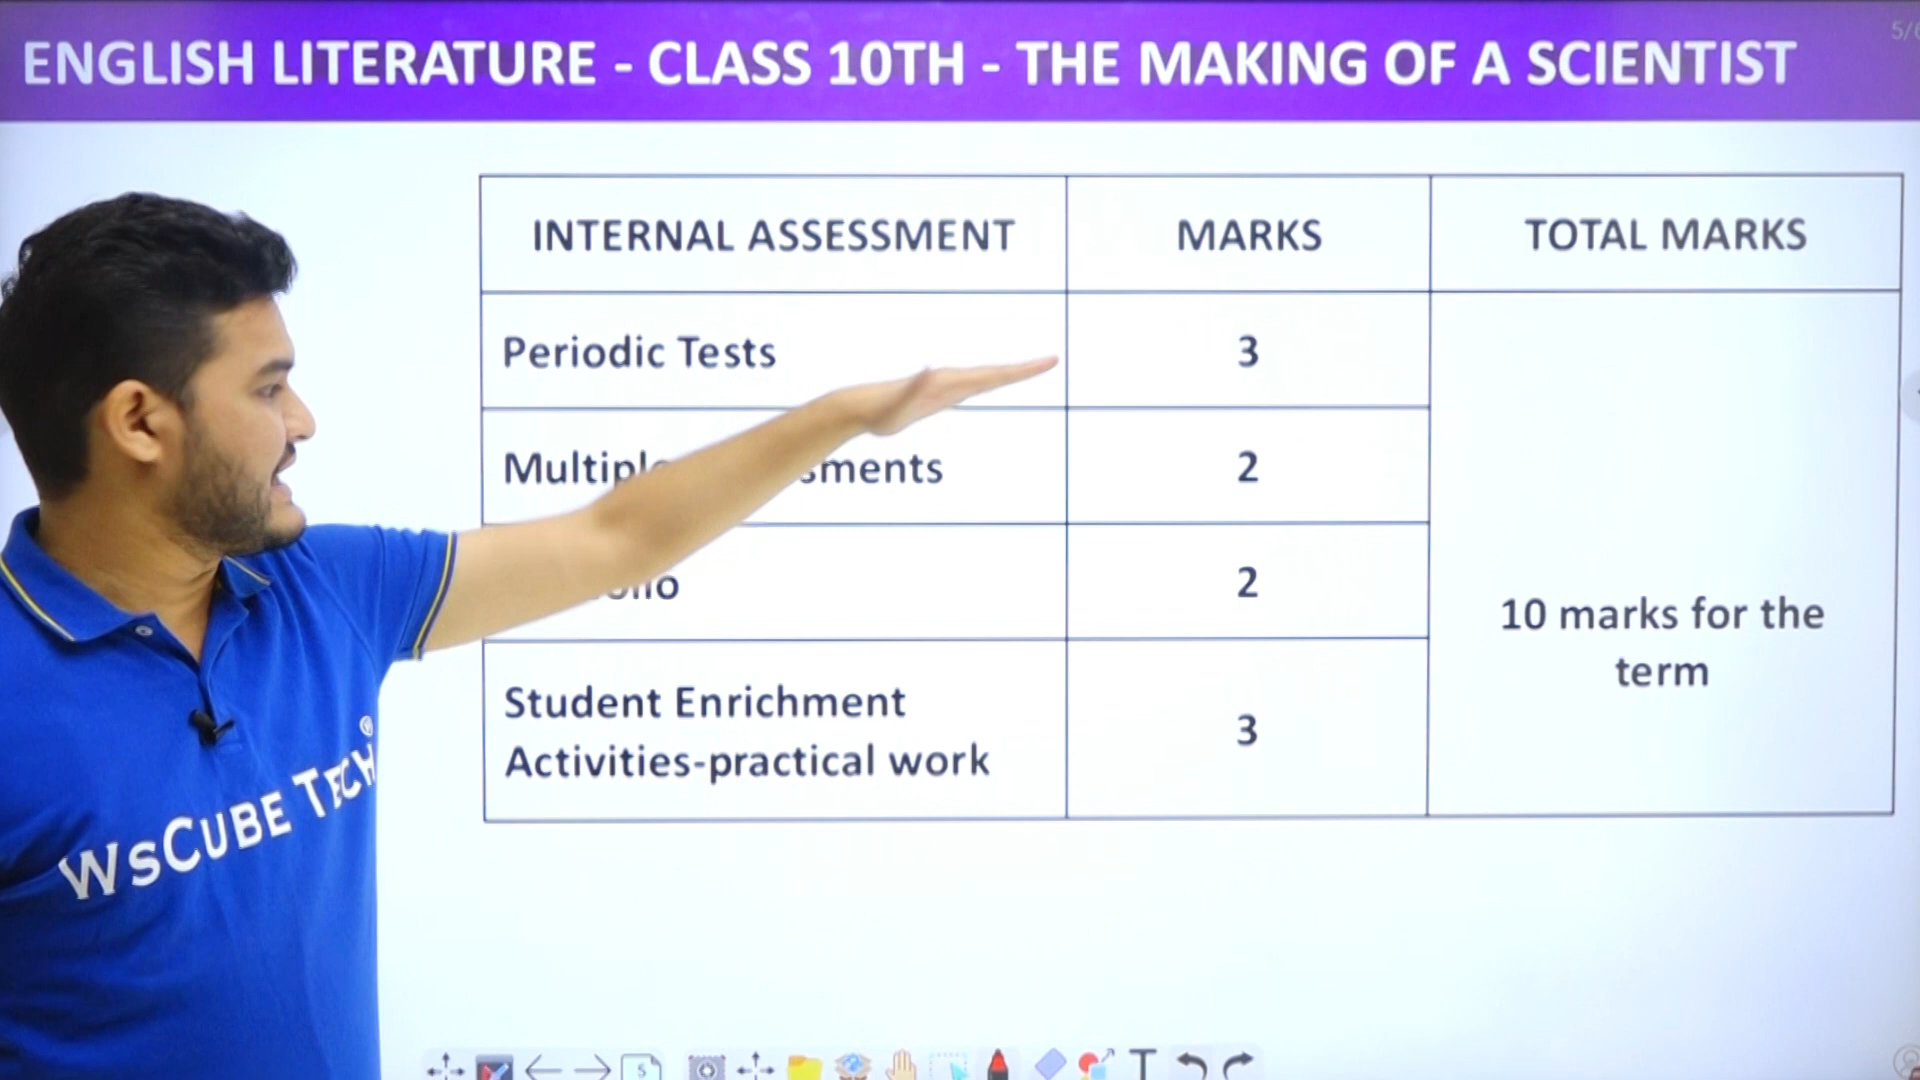 ENGLISH LITERATURE - CLASS 10TH - THE MAKING OF A SCIENTIST
INTERNAL ASSESSMENT MARKS TOTAL MARKS
Periodic Tests 3
2
2
Student Enrichment
Activities-practical work
3
10 marks for the
term
WsCUBE TECH®
5
T